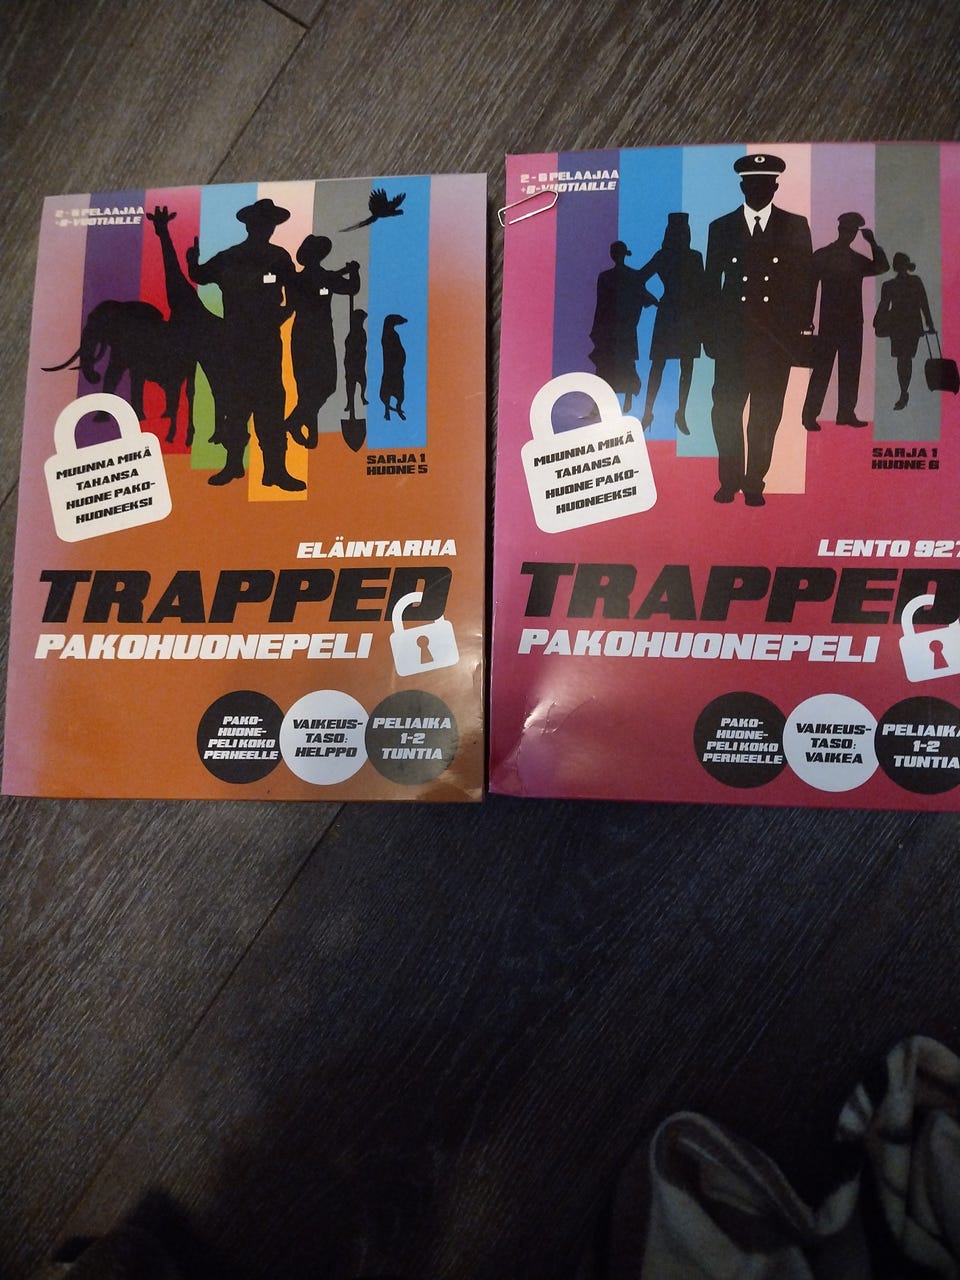 2 - 6 PELAAJAA
+8-VUOTIAILLE
MUUNNA MIKÄ
TAHANSA
HUONE PAKO-
HUONEEKSI
SARJA 1
HUONE 5
ELÄINTARHA
TRAPPED
PAKOHUONEPELI
PAKO-
HUONE-
PELI KOKO
PERHEELLE
VAIKEUS-
TASO:
HELPPO
PELIAIKA
1-2
TUNTIA
2 - 6 PELAAJAA
+8-VUOTIAILLE
MUUNNA MIKÄ
TAHANSA
HUONE PAKO-
HUONEEKSI
SARJA 1
HUONE 6
LENTO 927
TRAPPED
PAKOHUONEPELI
PAKO-
HUONE-
PELI KOKO
PERHEELLE
VAIKEUS-
TASO:
VAIKEA
PELIAIKA
1-2
TUNTIA